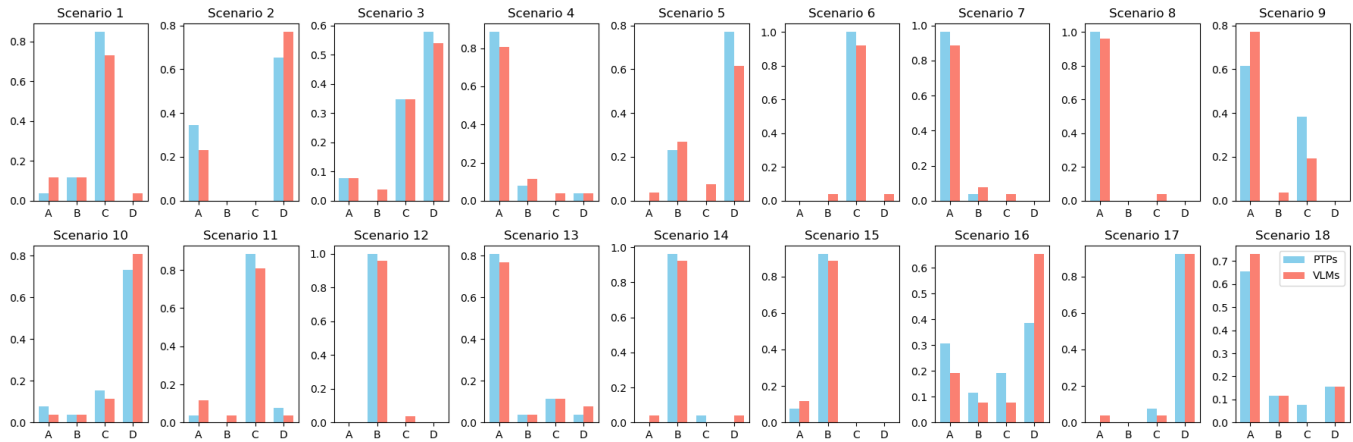 Scenario 1
0.8
0.6
0.4
0.2
0.0
A B C D
Scenario 2
0.8
0.6
0.4
0.2
0.0
A B C D
Scenario 3
0.6
0.5
0.4
0.3
0.2
0.1
0.0
A B C D
Scenario 4
0.8
0.6
0.4
0.2
0.0
A B C D
Scenario 5
0.8
0.6
0.4
0.2
0.0
A B C D
Scenario 6
1.0
0.8
0.6
0.4
0.2
0.0
A B C D
Scenario 7
1.0
0.8
0.6
0.4
0.2
0.0
A B C D
Scenario 8
1.0
0.8
0.6
0.4
0.2
0.0
A B C D
Scenario 9
0.8
0.6
0.4
0.2
0.0
A B C D
Scenario 10
0.8
0.6
0.4
0.2
0.0
A B C D
Scenario 11
0.8
0.6
0.4
0.2
0.0
A B C D
Scenario 12
1.0
0.8
0.6
0.4
0.2
0.0
A B C D
Scenario 13
0.8
0.6
0.4
0.2
0.0
A B C D
Scenario 14
1.0
0.8
0.6
0.4
0.2
0.0
A B C D
Scenario 15
0.8
0.6
0.4
0.2
0.0
A B C D
Scenario 16
0.6
0.5
0.4
0.3
0.2
0.1
0.0
A B C D
Scenario 17
0.8
0.6
0.4
0.2
0.0
A B C D
Scenario 18
PTPs
VLMs
0.7
0.6
0.5
0.4
0.3
0.2
0.1
0.0
A B C D